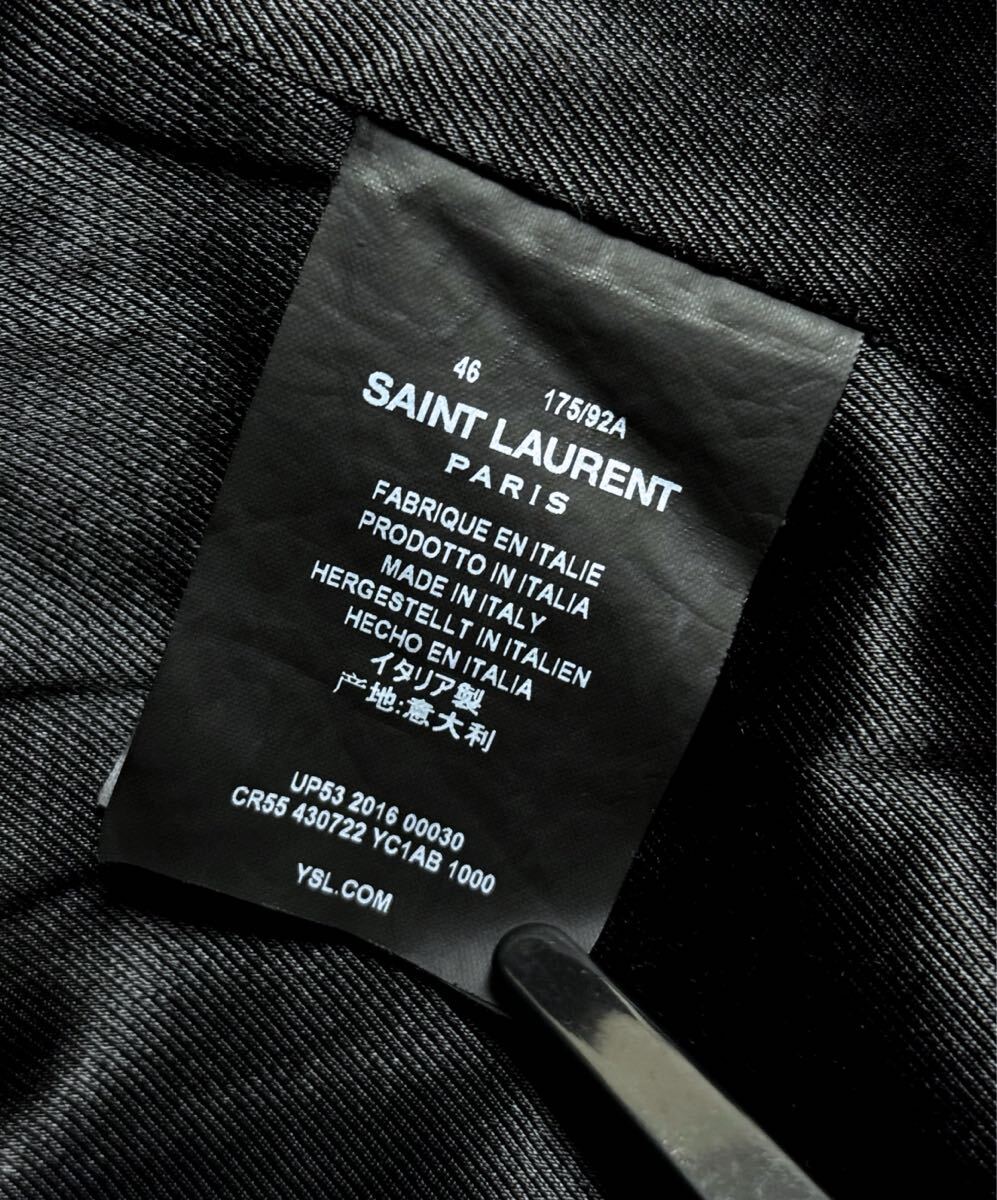 46 175/92A
SAINT LAURENT
PARIS
FABRIQUE EN ITALIE
PRODOTTO IN ITALIA
MADE IN ITALY
HERGESTELLT IN ITALIEN
HECHO EN ITALIA
イタリア製
产地:意大利
UP53 2016 00030
CR55 430722 YC1AB 1000
YSL.COM